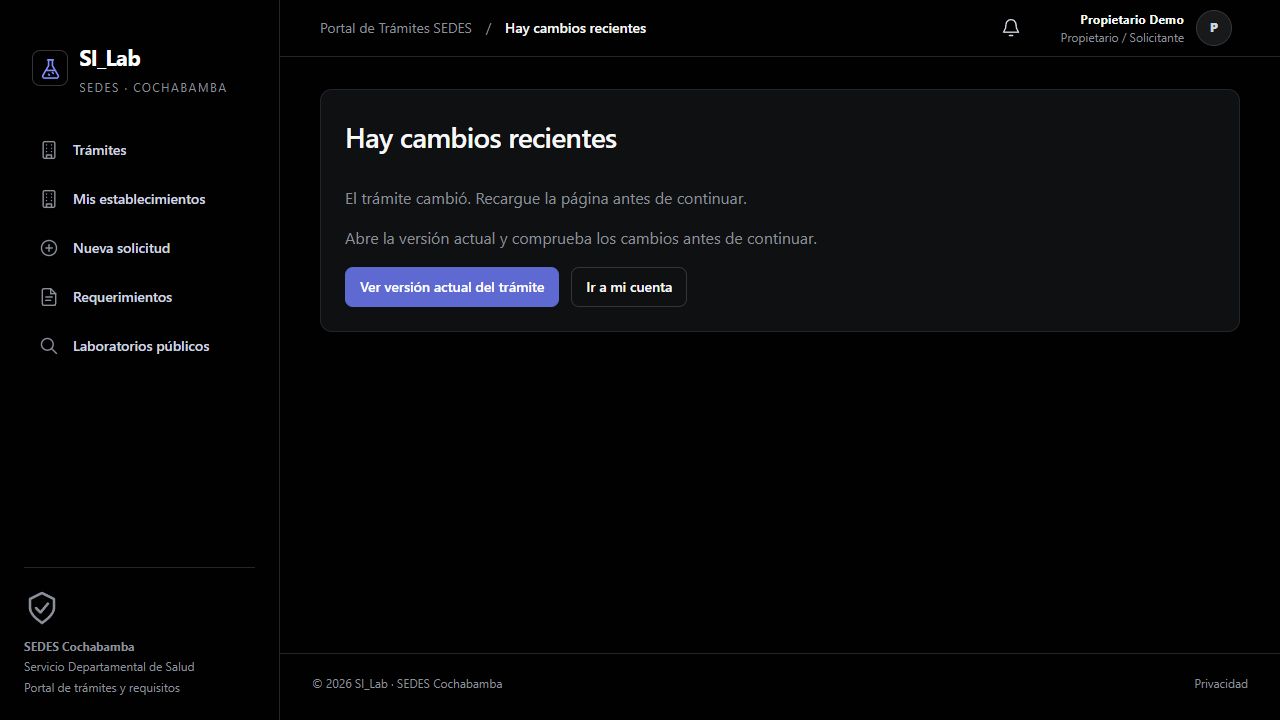 SI_Lab
SEDES · COCHABAMBA
Trámites
Mis establecimientos
Nueva solicitud
Requerimientos
Laboratorios públicos
SEDES Cochabamba
Servicio Departamental de Salud
Portal de trámites y requisitos
Portal de Trámites SEDES / Hay cambios recientes
Propietario Demo
Propietario / Solicitante
P
Hay cambios recientes
El trámite cambió. Recargue la página antes de continuar.
Abre la versión actual y comprueba los cambios antes de continuar.
Ver versión actual del trámite
Ir a mi cuenta
© 2026 SI_Lab · SEDES Cochabamba
Privacidad